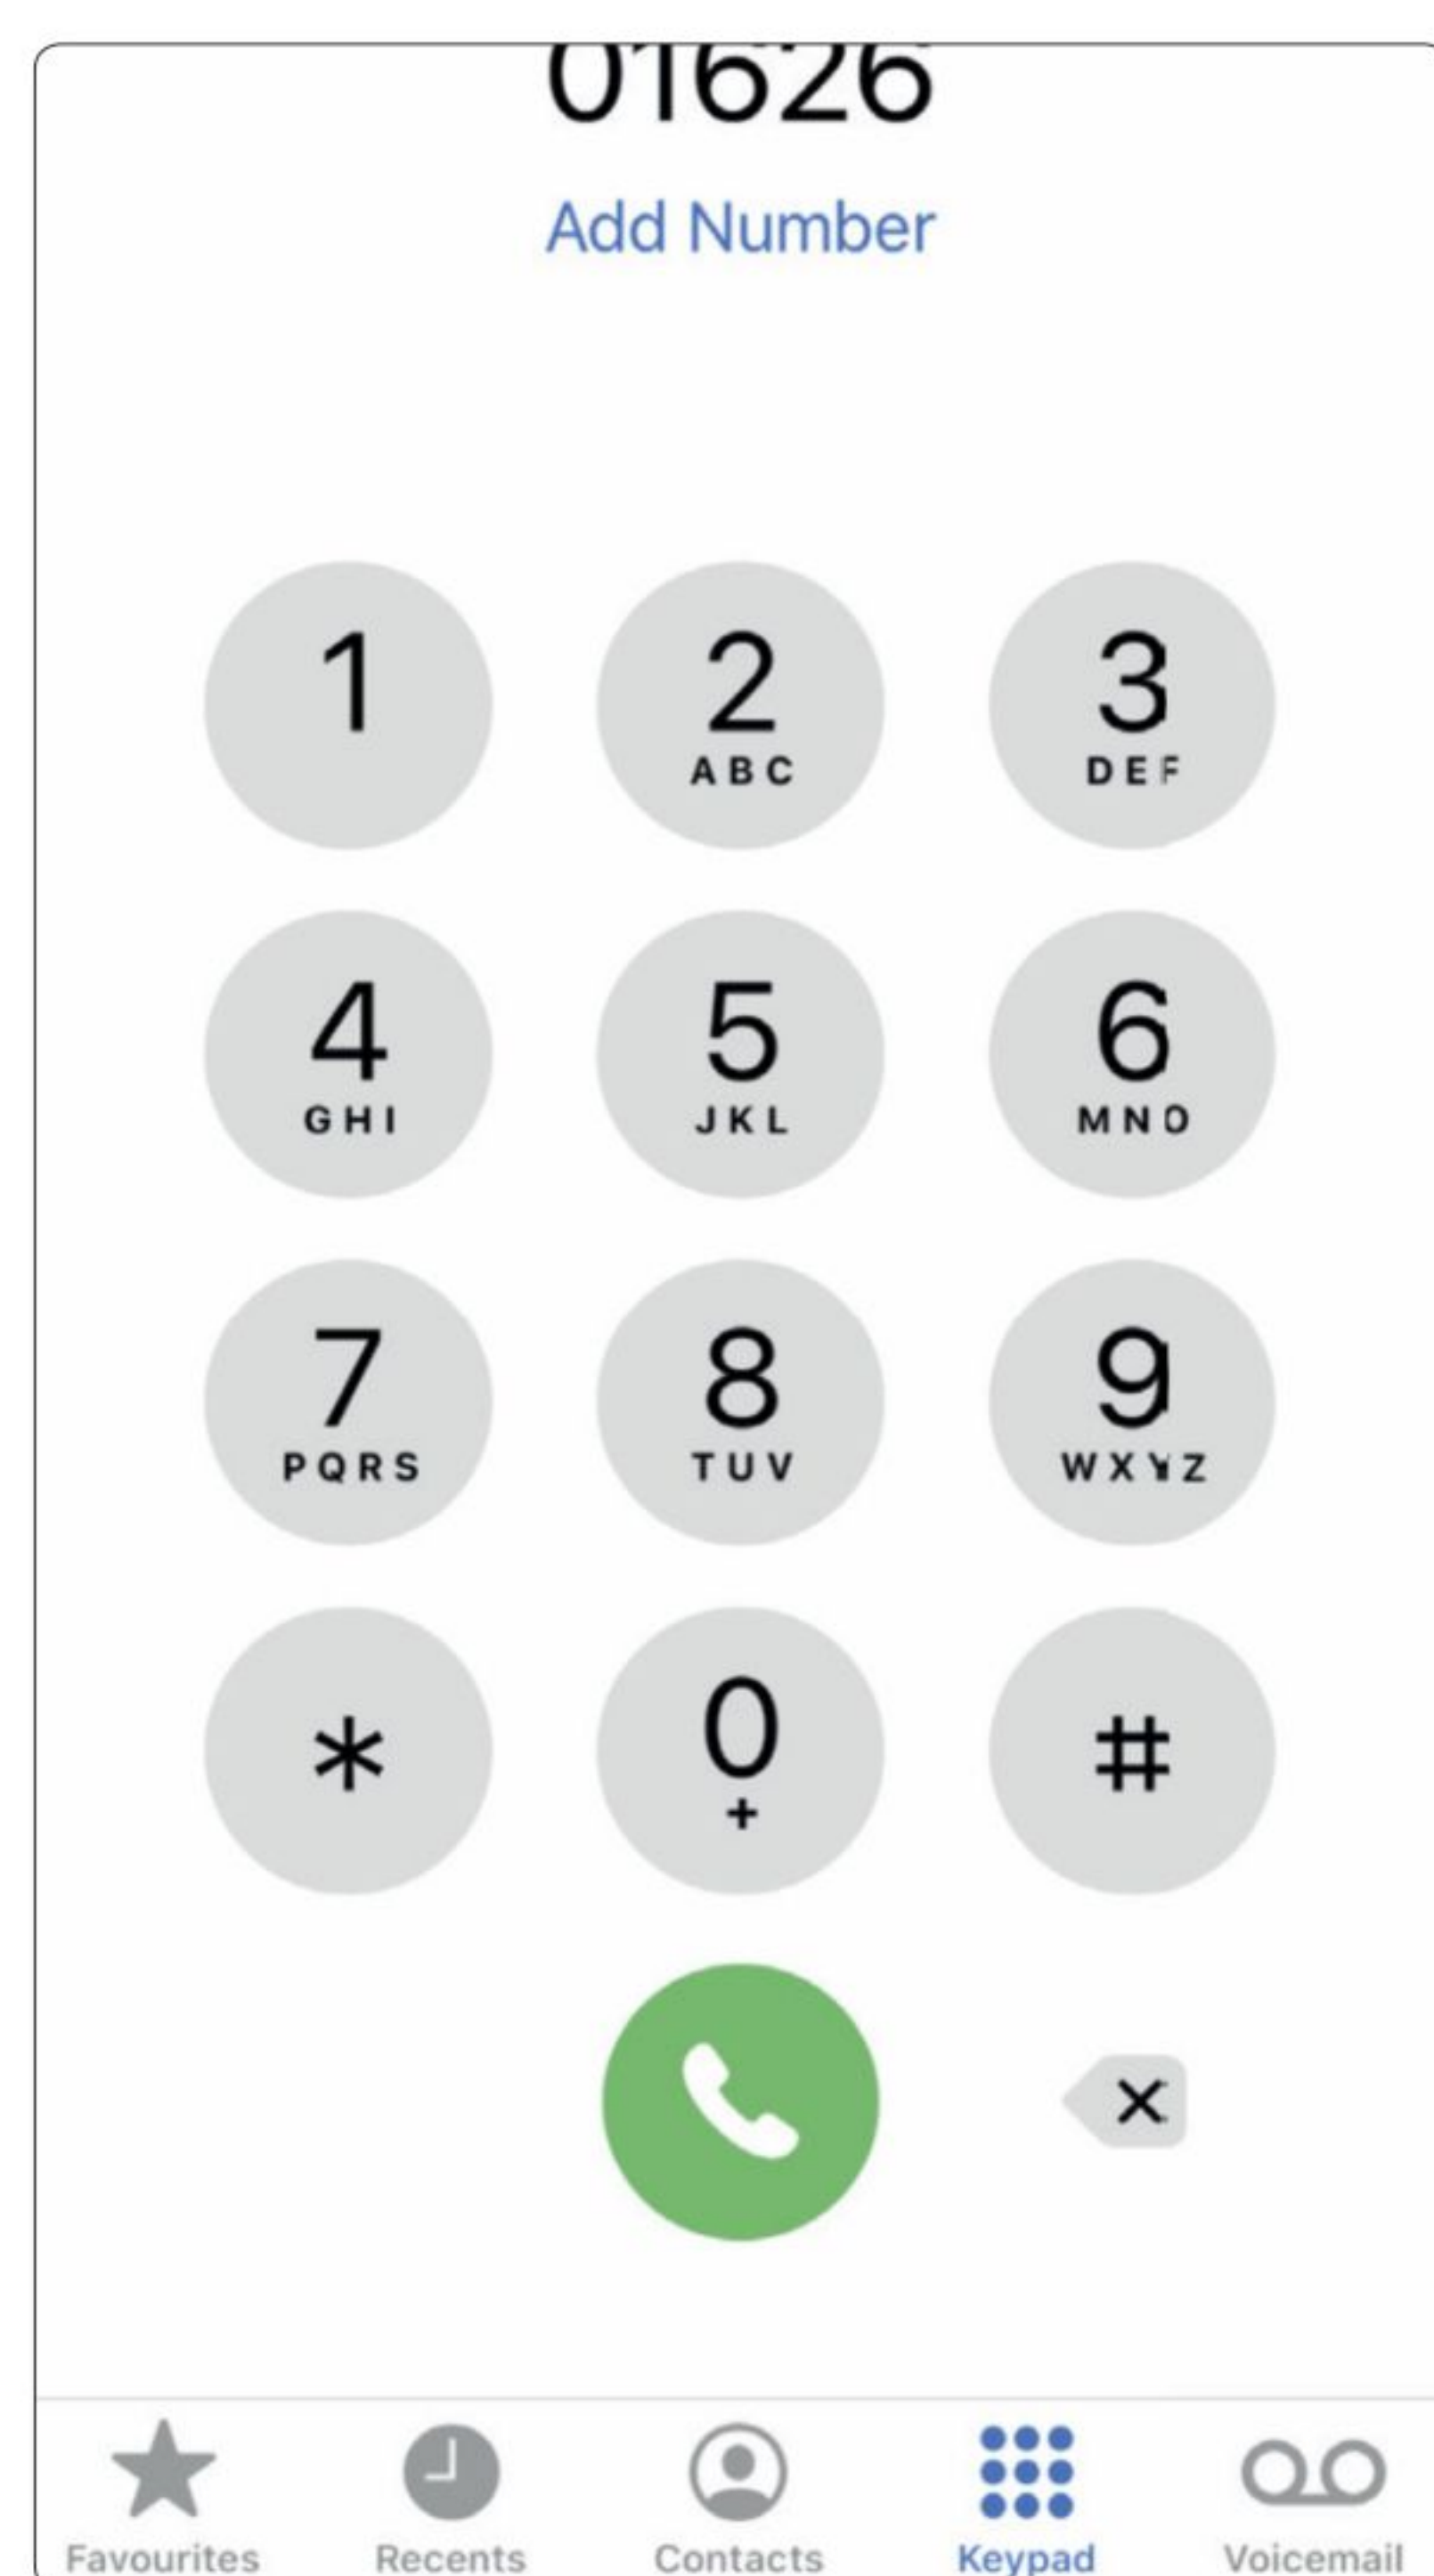 01626
Add Number
1 2 3
ABC DEF
4 5 6
GHI JKL MNO
7 8 9
PQRS TUV WXYZ
* 0 #
+
Favourites Recents Contacts Keypad Voicemail